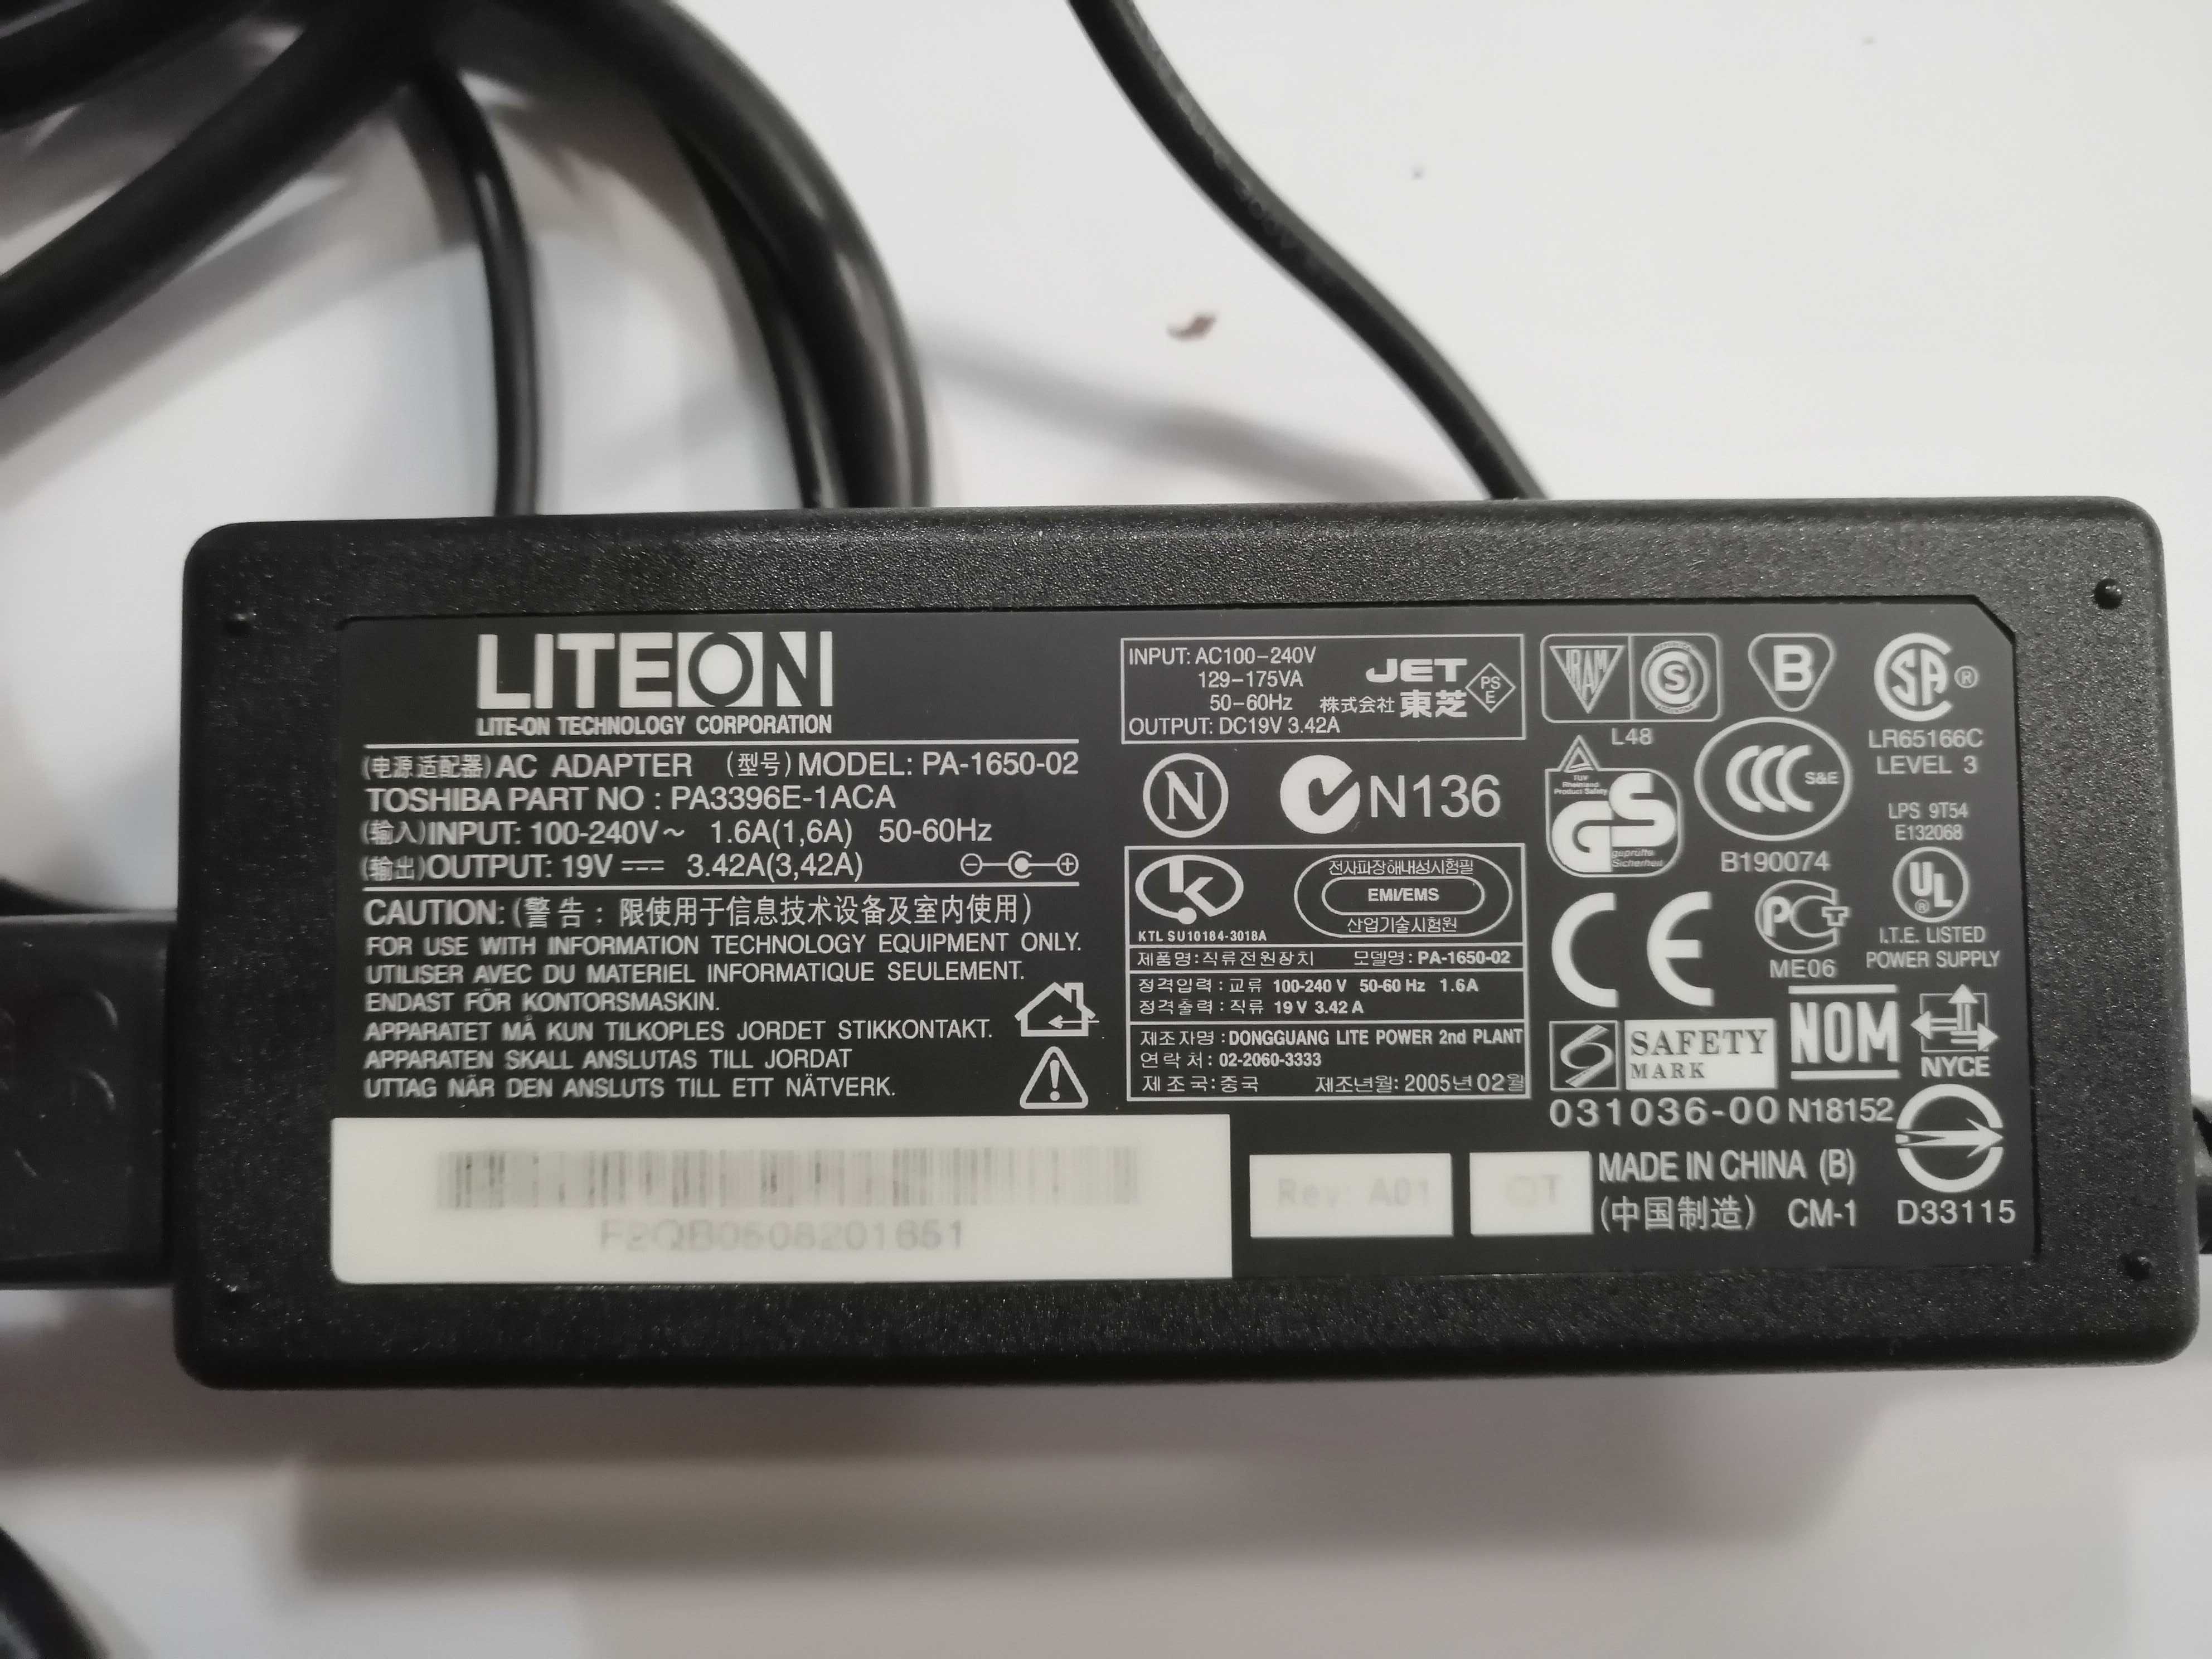 LITEON
LITE-ON TECHNOLOGY CORPORATION
(电源适配器)AC ADAPTER (型号)MODEL: PA-1650-02
TOSHIBA PART NO : PA3396E-1ACA
(输入)INPUT: 100-240V～ 1.6A(1,6A) 50-60Hz
(输出)OUTPUT: 19V 3.42A(3,42A)
CAUTION: (警告：限使用于信息技术设备及室内使用)
FOR USE WITH INFORMATION TECHNOLOGY EQUIPMENT ONLY.
UTILISER AVEC DU MATERIEL INFORMATIQUE SEULEMENT.
ENDAST FÖR KONTORSMASKIN.
APPARATET MÅ KUN TILKOPLES JORDET STIKKONTAKT.
APPARATEN SKALL ANSLUTAS TILL JORDAT
UTTAG NÄR DEN ANSLUTS TILL ETT NÄTVERK.
F2QB0508201651
INPUT: AC100-240V
129-175VA
50-60Hz
OUTPUT: DC19V 3.42A
JET
株式会社 東芝
PS
E
N
N136
K
KTL SU10184-3018A
전사파장해내성시험필
EMI/EMS
산업기술시험원
제품명: 직류전원장치 모델명: PA-1650-02
정격입력: 교류 100-240 V 50-60 Hz 1.6A
정격출력: 직류 19 V 3.42 A
제조자명: DONGGUANG LITE POWER 2nd PLANT
연락처: 02-2060-3333
제조국: 중국 제조년월: 2005년 02월
Rev: A01
IRAM
S
L48
B
SA ®
LR65166C
LEVEL 3
TUV
Rheinland
Product Safety
GS
geprüfte
Sicherheit
CCC S&E
B190074
LPS 9T54
E132068
UL ®
I.T.E. LISTED
POWER SUPPLY
CE
PCT
ME06
S
SAFETY
MARK
031036-00
NOM
N18152
NYCE
D33115
MADE IN CHINA (B)
(中国制造) CM-1